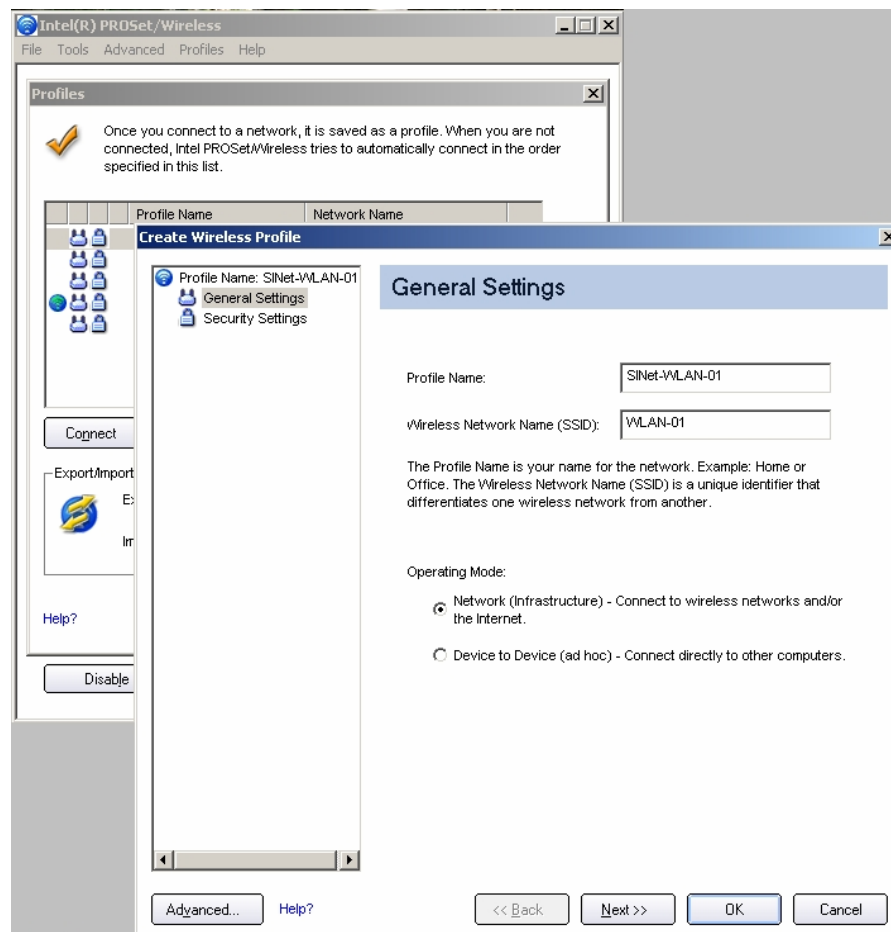 Intel(R) PROSet/Wireless
File Tools Advanced Profiles Help
Profiles
Once you connect to a network, it is saved as a profile. When you are not
connected, Intel PROSet/Wireless tries to automatically connect in the order
specified in this list.
Profile Name Network Name
Create Wireless Profile
Profile Name: SINet-WLAN-01
General Settings
Security Settings
General Settings
Profile Name: SINet-WLAN-01
Wireless Network Name (SSID): WLAN-01
The Profile Name is your name for the network. Example: Home or
Office. The Wireless Network Name (SSID) is a unique identifier that
differentiates one wireless network from another.
Operating Mode:
Network (Infrastructure) - Connect to wireless networks and/or
the Internet.
Device to Device (ad hoc) - Connect directly to other computers.
Connect
Export/Import
Help?
Disable
Advanced... Help? << Back Next >> OK Cancel